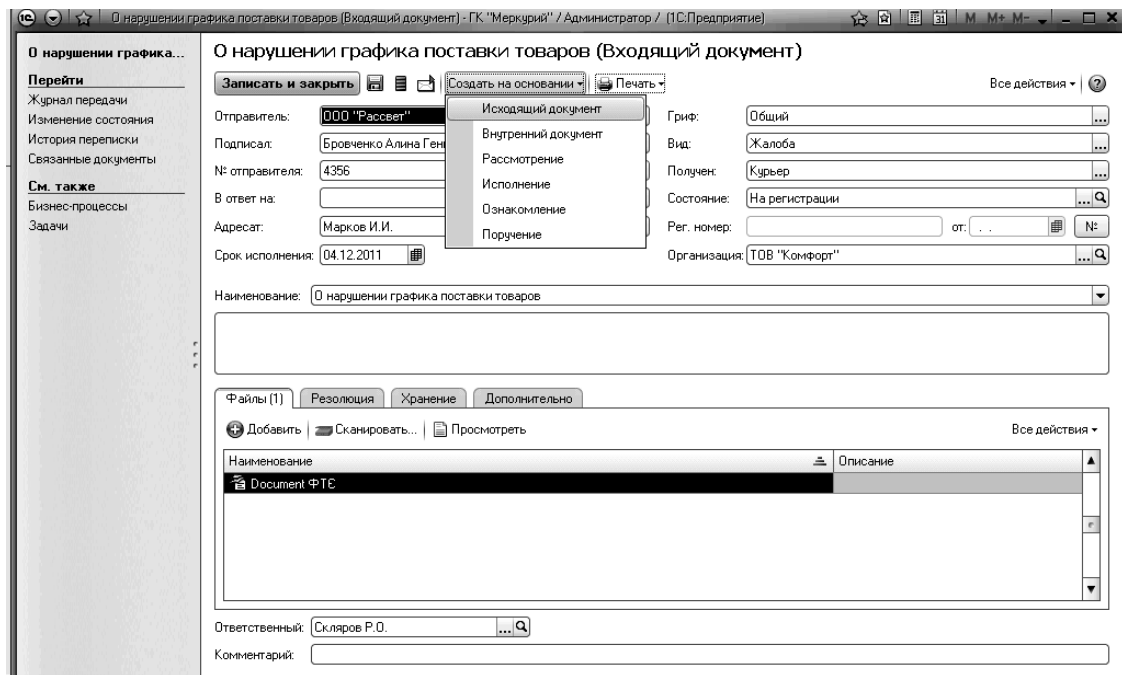 О нарушении графика поставки товаров (Входящий документ) - ГК "Меркурий" / Администратор / (1С:Предприятие) M M+ M-
О нарушении графика...
Перейти
Журнал передачи
Изменение состояния
История переписки
Связанные документы
См. также
Бизнес-процессы
Задачи
О нарушении графика поставки товаров (Входящий документ)
Записать и закрыть Создать на основании Печать Все действия
Исходящий документ
Внутренний документ
Рассмотрение
Исполнение
Ознакомление
Поручение
Отправитель: ООО "Рассвет" Гриф: Общий ...
Подписал: Бровченко Алина Ген Вид: Жалоба ...
№ отправителя: 4356 Получен: Курьер ...
В ответ на: Состояние: На регистрации ...
Адресат: Марков И.И. Рег. номер: от: . . №
Срок исполнения: 04.12.2011 Организация: ТОВ "Комфорт" ...
Наименование: О нарушении графика поставки товаров
Файлы (1) Резолюция Хранение Дополнительно
Добавить Сканировать... Просмотреть Все действия
Наименование Описание
Document ФТЄ
Ответственный: Скляров Р.О. ...
Комментарий: